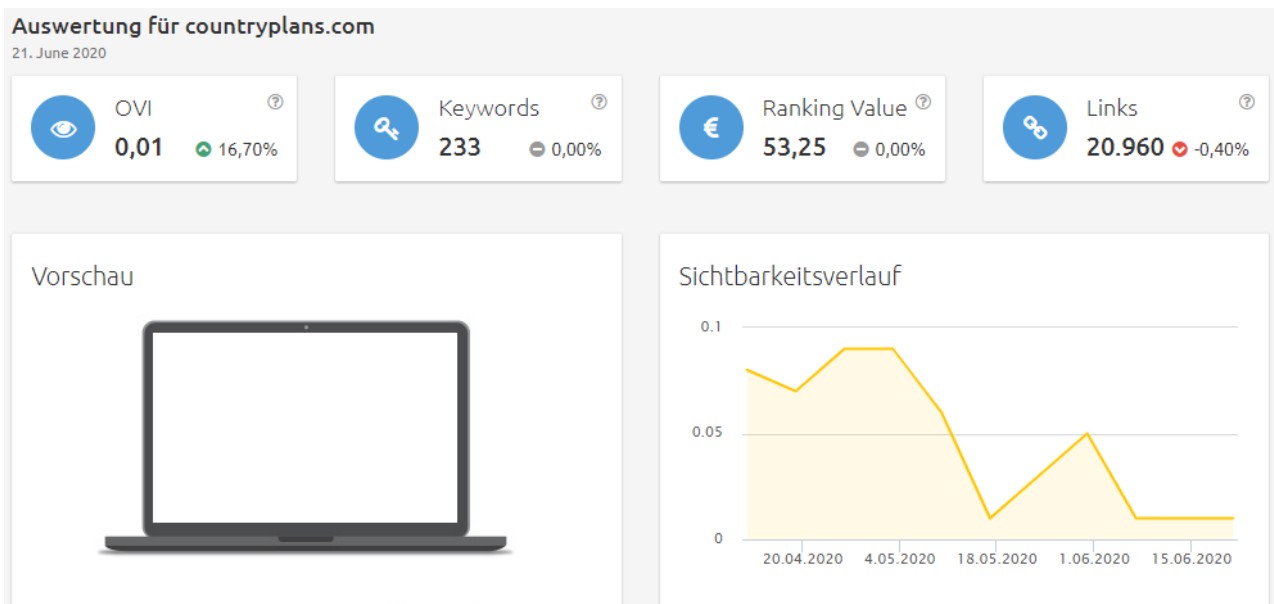 Auswertung für countryplans.com
21. June 2020
OVI
0,01 16,70%
Keywords
233 0,00%
Ranking Value
€
53,25 0,00%
Links
20.960 -0,40%
Vorschau
Sichtbarkeitsverlauf
0.1
0.05
0
20.04.2020 4.05.2020 18.05.2020 1.06.2020 15.06.2020